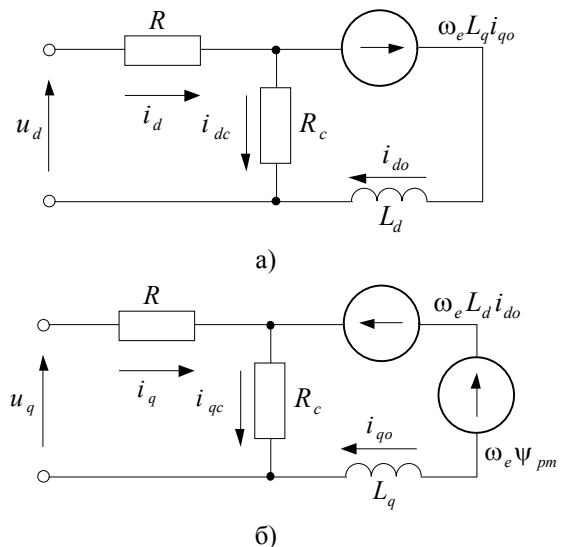 R
ω_e L_q i_qo
i_d
i_dc
R_c
u_d
i_do
L_d
а)
R
ω_e L_d i_do
i_q
i_qc
R_c
u_q
i_qo
ω_e ψ_pm
L_q
б)